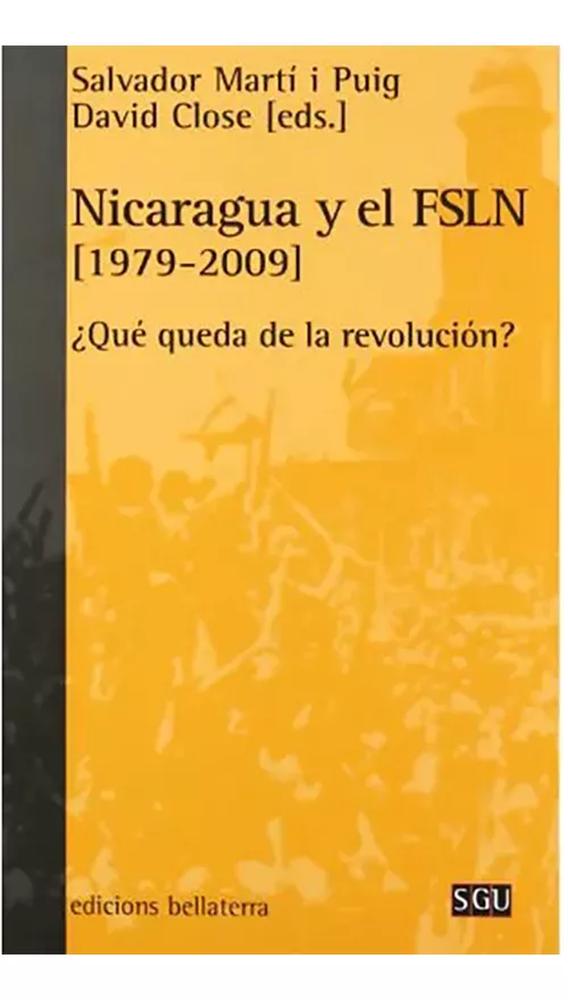 Salvador Martí i Puig
David Close [eds.]
Nicaragua y el FSLN
[1979-2009]
¿Qué queda de la revolución?
edicions bellaterra
SGU